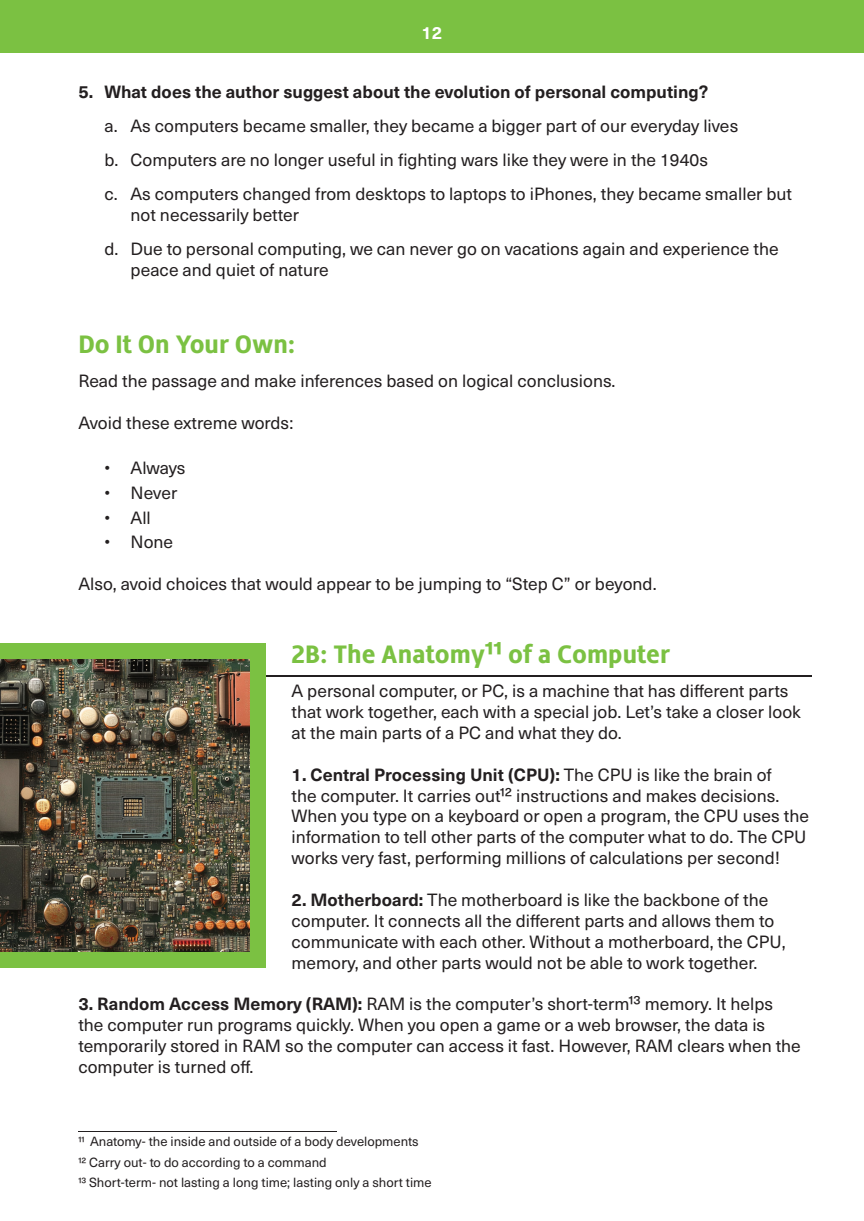 12
5. What does the author suggest about the evolution of personal computing?
a. As computers became smaller, they became a bigger part of our everyday lives
b. Computers are no longer useful in fighting wars like they were in the 1940s
c. As computers changed from desktops to laptops to iPhones, they became smaller but
not necessarily better
d. Due to personal computing, we can never go on vacations again and experience the
peace and quiet of nature
Do It On Your Own:
Read the passage and make inferences based on logical conclusions.
Avoid these extreme words:
• Always
• Never
• All
• None
Also, avoid choices that would appear to be jumping to “Step C” or beyond.
2B: The Anatomy¹¹ of a Computer
A personal computer, or PC, is a machine that has different parts
that work together, each with a special job. Let’s take a closer look
at the main parts of a PC and what they do.
1. Central Processing Unit (CPU): The CPU is like the brain of
the computer. It carries out¹² instructions and makes decisions.
When you type on a keyboard or open a program, the CPU uses the
information to tell other parts of the computer what to do. The CPU
works very fast, performing millions of calculations per second!
2. Motherboard: The motherboard is like the backbone of the
computer. It connects all the different parts and allows them to
communicate with each other. Without a motherboard, the CPU,
memory, and other parts would not be able to work together.
3. Random Access Memory (RAM): RAM is the computer’s short-term¹³ memory. It helps
the computer run programs quickly. When you open a game or a web browser, the data is
temporarily stored in RAM so the computer can access it fast. However, RAM clears when the
computer is turned off.
¹¹ Anatomy- the inside and outside of a body developments
¹² Carry out- to do according to a command
¹³ Short-term- not lasting a long time; lasting only a short time